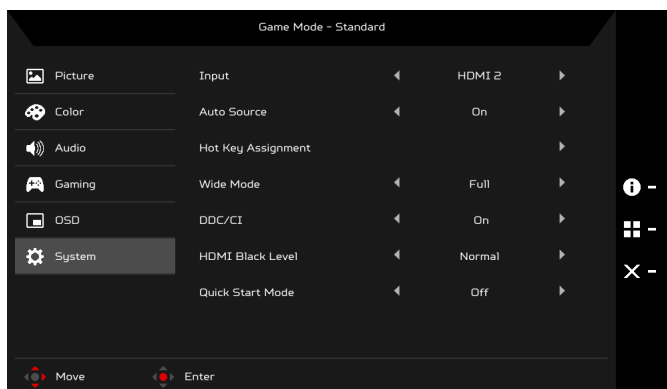 Game Mode - Standard
Picture
Input HDMI 2
Color
Auto Source On
Audio
Hot Key Assignment
Gaming
Wide Mode Full
OSD
DDC/CI On
System
HDMI Black Level Normal
Quick Start Mode Off
Move Enter